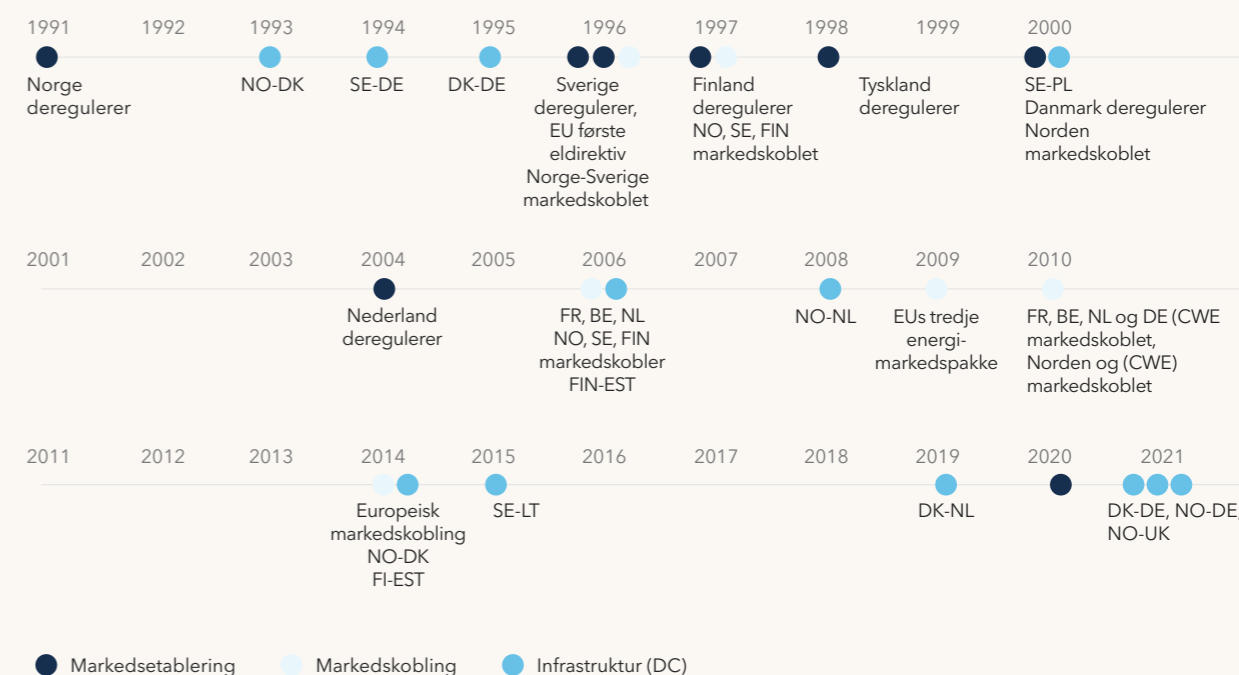 1991 1992 1993 1994 1995 1996 1997 1998 1999 2000
Norge
deregulerer
NO-DK
SE-DE
DK-DE
Sverige
deregulerer,
EU første
eldirektiv
Norge-Sverige
markedskoblet
Finland
deregulerer
NO, SE, FIN
markedskoblet
Tyskland
deregulerer
SE-PL
Danmark deregulerer
Norden
markedskoblet
2001 2002 2003 2004 2005 2006 2007 2008 2009 2010
Nederland
deregulerer
FR, BE, NL
NO, SE, FIN
markedskobler
FIN-EST
NO-NL
EUs tredje
energi-
markedspakke
FR, BE, NL og DE (CWE
markedskoblet,
Norden og (CWE)
markedskoblet
2011 2012 2013 2014 2015 2016 2017 2018 2019 2020 2021
Europeisk
markedskobling
NO-DK
FI-EST
SE-LT
DK-NL
DK-DE, NO-DE,
NO-UK
Markedsetablering Markedskobling Infrastruktur (DC)